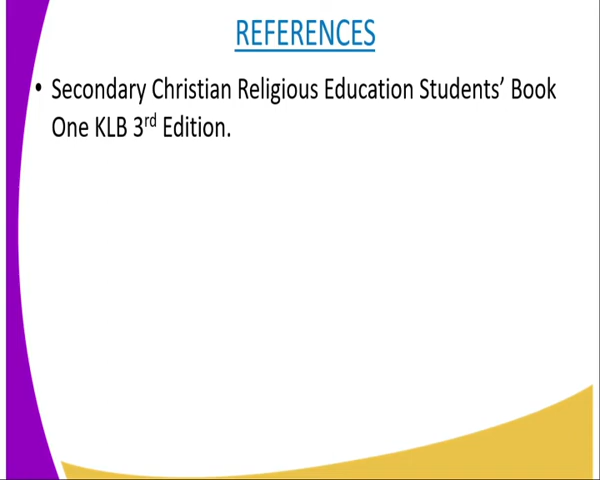 REFERENCES
• Secondary Christian Religious Education Students’ Book
One KLB 3rd Edition.